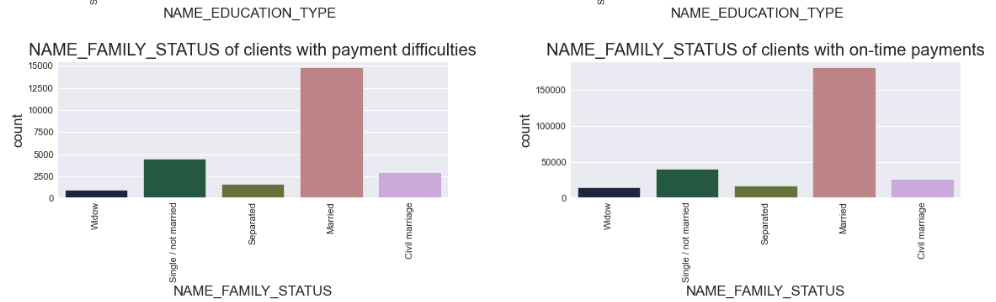 S
S
NAME_EDUCATION_TYPE
NAME_EDUCATION_TYPE
NAME_FAMILY_STATUS of clients with payment difficulties
15000
12500
10000
7500
5000
2500
0
count
Widow
Single / not married
Separated
Married
Civil marriage
NAME_FAMILY_STATUS
NAME_FAMILY_STATUS of clients with on-time payments
150000
100000
50000
0
count
Widow
Single / not married
Separated
Married
Civil marriage
NAME_FAMILY_STATUS